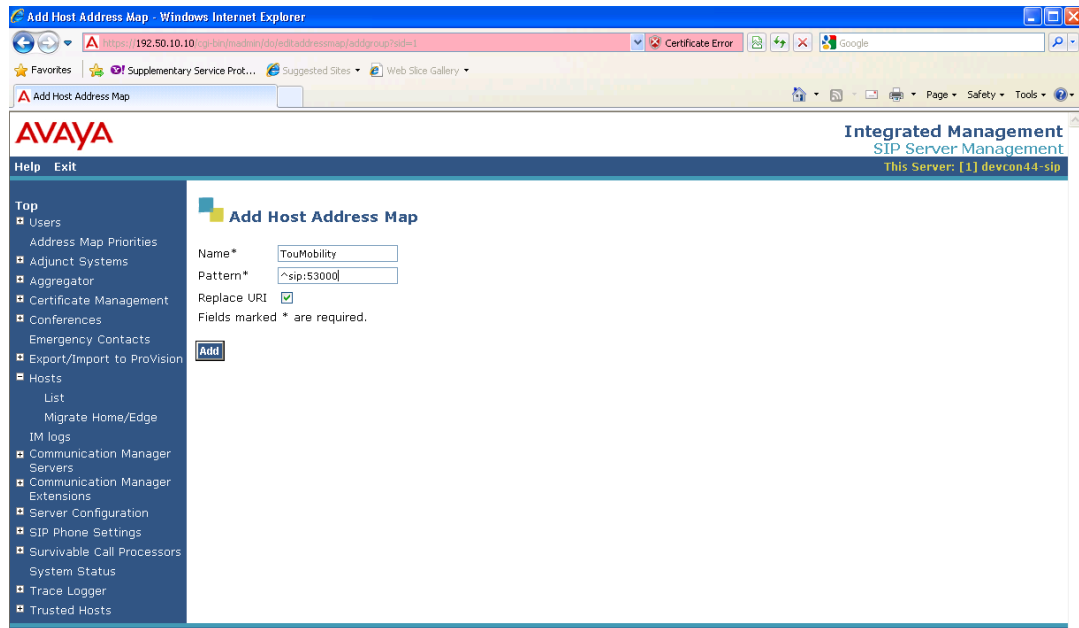 Add Host Address Map - Windows Internet Explorer
https://192.50.10.10/cgi-bin/madmin/do/editaddressmap/addgroup?sid=1
Certificate Error
Google
Favorites
Supplementary Service Prot...
Suggested Sites
Web Slice Gallery
Add Host Address Map
Page
Safety
Tools
AVAYA
Integrated Management
SIP Server Management
Help Exit
This Server: [1] devcon44-sip
Top
Users
Address Map Priorities
Adjunct Systems
Aggregator
Certificate Management
Conferences
Emergency Contacts
Export/Import to ProVision
Hosts
List
Migrate Home/Edge
IM logs
Communication Manager
Servers
Communication Manager
Extensions
Server Configuration
SIP Phone Settings
Survivable Call Processors
System Status
Trace Logger
Trusted Hosts
Add Host Address Map
Name* TouMobility
Pattern* ^sip:53000
Replace URI
Fields marked * are required.
Add